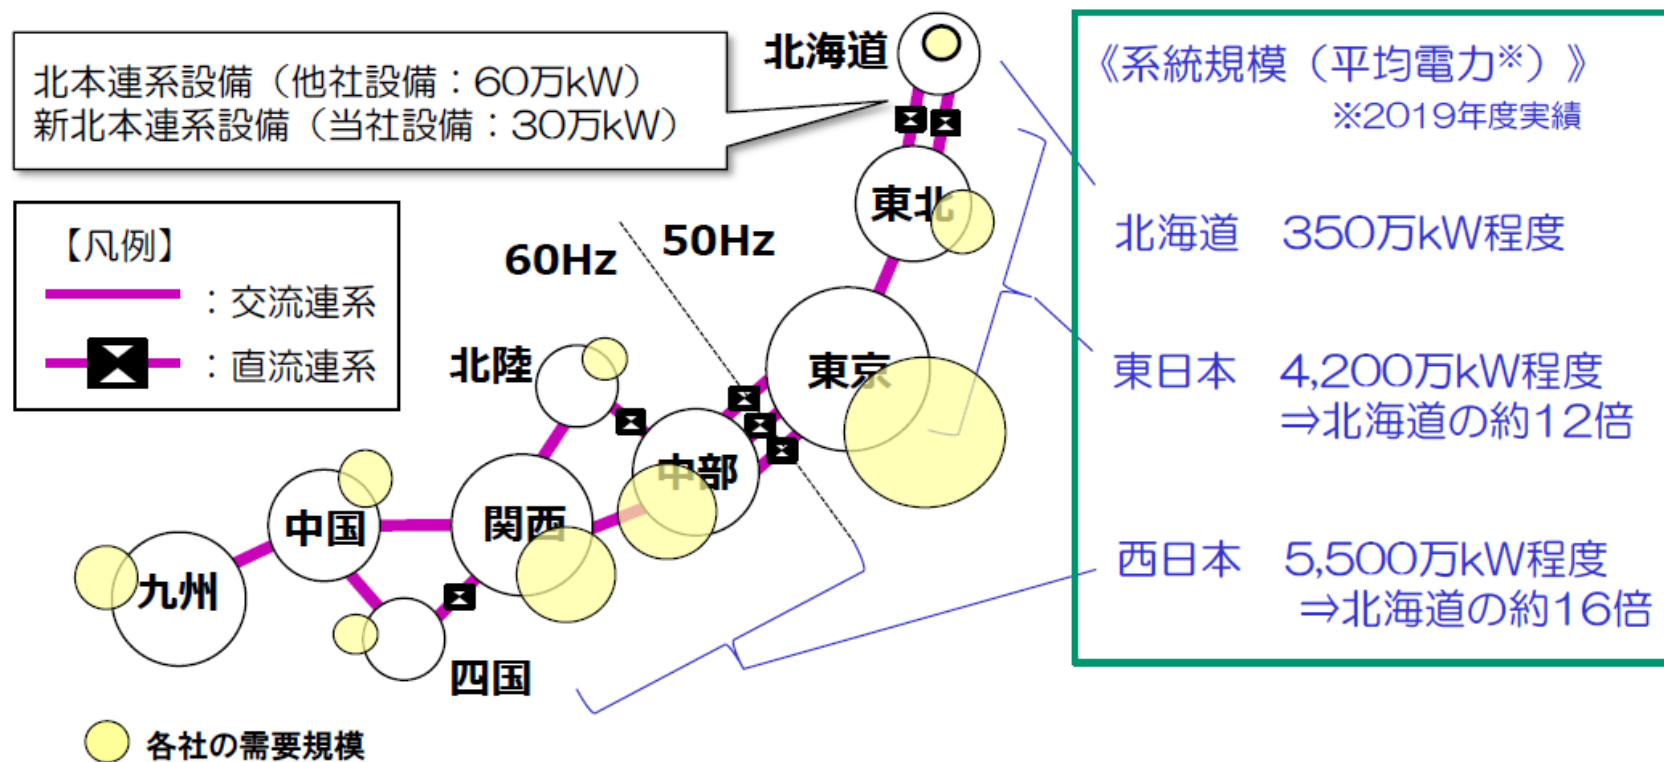 北海道
北本連系設備（他社設備：60万kW）
新北本連系設備（当社設備：30万kW）
《系統規模（平均電力※）》
※2019年度実績
【凡例】
：交流連系
：直流連系
東北
60Hz
50Hz
北海道 350万kW程度
北陸
東京
東日本 4,200万kW程度
⇒北海道の約12倍
中部
中国
関西
九州
西日本 5,500万kW程度
⇒北海道の約16倍
四国
各社の需要規模